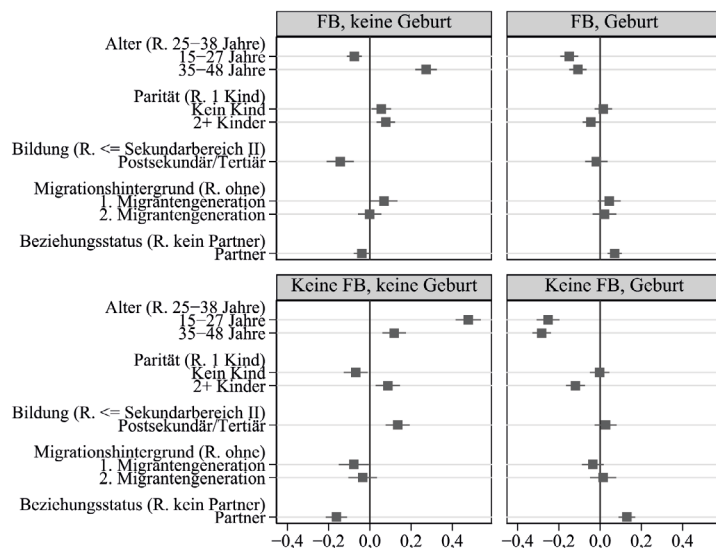 FB, keine Geburt
FB, Geburt
Alter (R. 25–38 Jahre)
15–27 Jahre
35–48 Jahre
Parität (R. 1 Kind)
Kein Kind
2+ Kinder
Bildung (R. <= Sekundarbereich II)
Postsekundär/Tertiär
Migrationshintergrund (R. ohne)
1. Migrantengeneration
2. Migrantengeneration
Beziehungsstatus (R. kein Partner)
Partner
Keine FB, keine Geburt
Keine FB, Geburt
Alter (R. 25–38 Jahre)
15–27 Jahre
35–48 Jahre
Parität (R. 1 Kind)
Kein Kind
2+ Kinder
Bildung (R. <= Sekundarbereich II)
Postsekundär/Tertiär
Migrationshintergrund (R. ohne)
1. Migrantengeneration
2. Migrantengeneration
Beziehungsstatus (R. kein Partner)
Partner
−0,4 −0,2 0,0 0,2 0,4
−0,4 −0,2 0,0 0,2 0,4